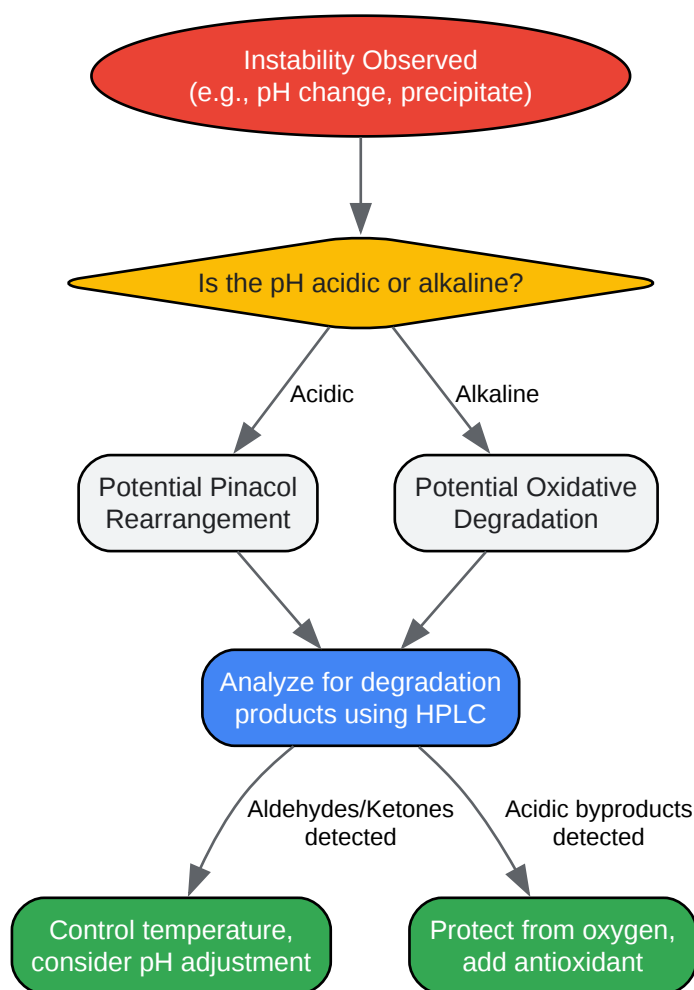 Instability Observed
(e.g., pH change, precipitate)
Is the pH acidic or alkaline?
Acidic
Alkaline
Potential Pinacol
Rearrangement
Potential Oxidative
Degradation
Analyze for degradation
products using HPLC
Aldehydes/Ketones
detected
Acidic byproducts
detected
Control temperature,
consider pH adjustment
Protect from oxygen,
add antioxidant